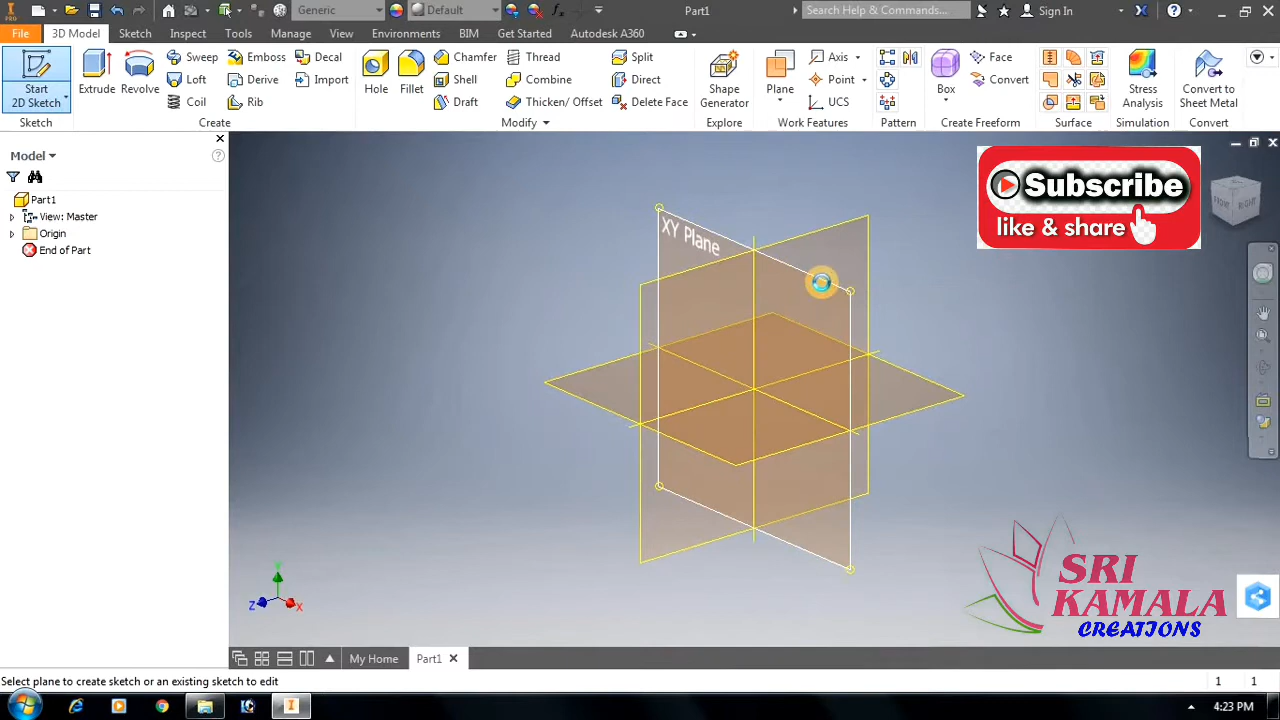 PRO
Generic
Default
Part1
Search Help & Commands...
Sign In
File
3D Model
Sketch
Inspect
Tools
Manage
View
Environments
BIM
Get Started
Autodesk A360
Start
2D Sketch
Extrude
Revolve
Sweep
Loft
Coil
Emboss
Derive
Rib
Decal
Import
Hole
Fillet
Chamfer
Shell
Draft
Thread
Combine
Thicken/ Offset
Split
Direct
Delete Face
Shape
Generator
Plane
Axis
Point
UCS
Box
Face
Convert
Stress
Analysis
Convert to
Sheet Metal
Sketch
Create
Modify
Explore
Work Features
Pattern
Create Freeform
Surface
Simulation
Convert
Model
Part1
View: Master
Origin
End of Part
XY Plane
Subscribe
like & share
FRONT
RIGHT
Y
Z
X
SRI
KAMALA
CREATIONS
My Home
Part1
Select plane to create sketch or an existing sketch to edit
1 1
4:23 PM